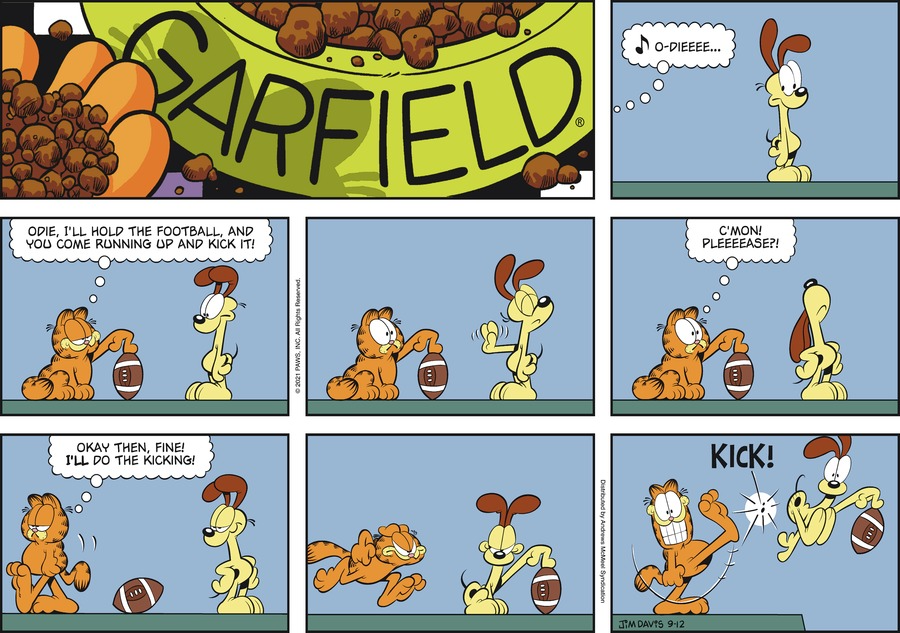 GARFIELD®
♪ O-DIEEEE...
ODIE, I'LL HOLD THE FOOTBALL, AND
YOU COME RUNNING UP AND KICK IT!
© 2021 PAWS, INC. All Rights Reserved.
C'MON!
PLEEEEASE?!
OKAY THEN, FINE!
I'LL DO THE KICKING!
Distributed by Andrews McMeel Syndication
KICK!
JIM DAVIS 9-12